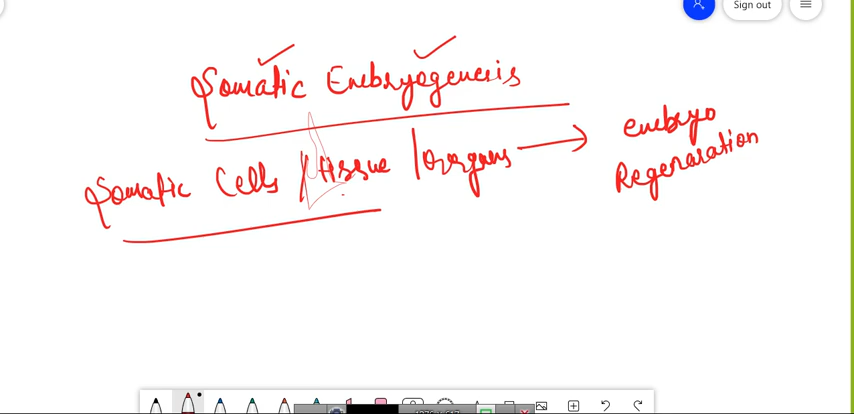 Sign out
Somatic Embryogenesis
Somatic Cells / tissue / Organs → embryo
Regeneration